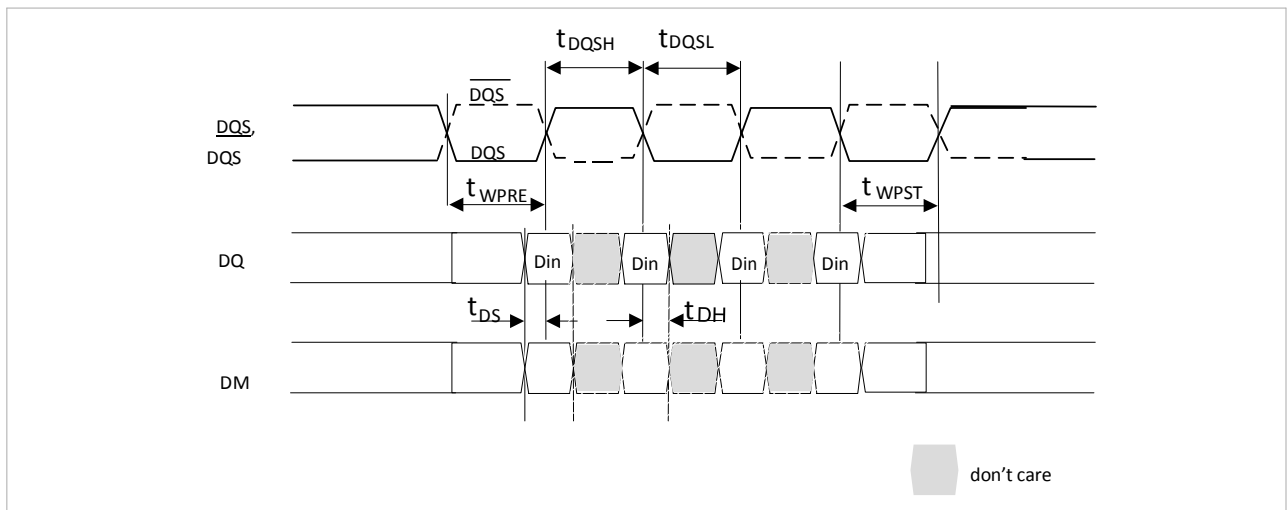 tDQSH tDQSL
DQS
DQS,
DQS
DQS
tWPRE tWPST
DQ
Din Din Din Din
tDS tDH
DM
don't care